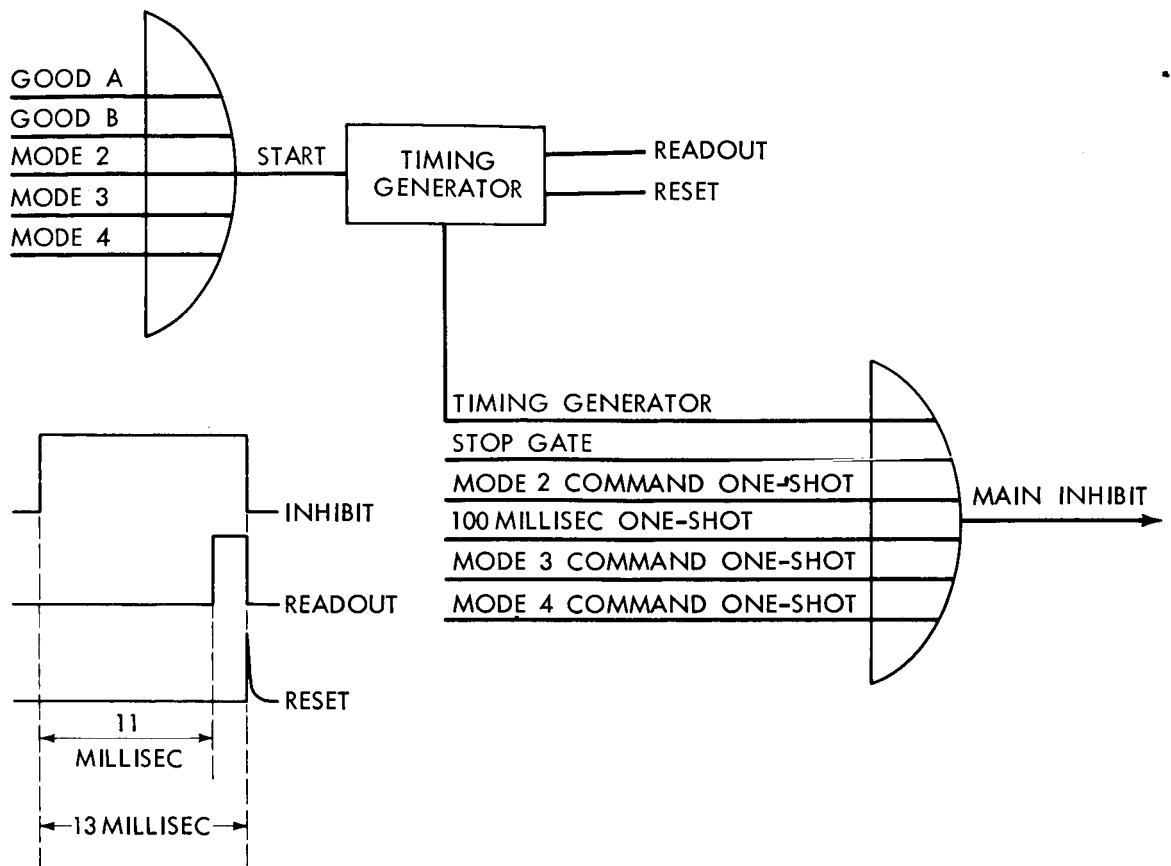 GOOD A
GOOD B
MODE 2
MODE 3
MODE 4
START
TIMING
GENERATOR
READOUT
RESET
TIMING GENERATOR
STOP GATE
MODE 2 COMMAND ONE-SHOT
100 MILLISEC ONE-SHOT
MODE 3 COMMAND ONE-SHOT
MODE 4 COMMAND ONE-SHOT
MAIN INHIBIT
INHIBIT
READOUT
RESET
11
MILLISEC
13 MILLISEC